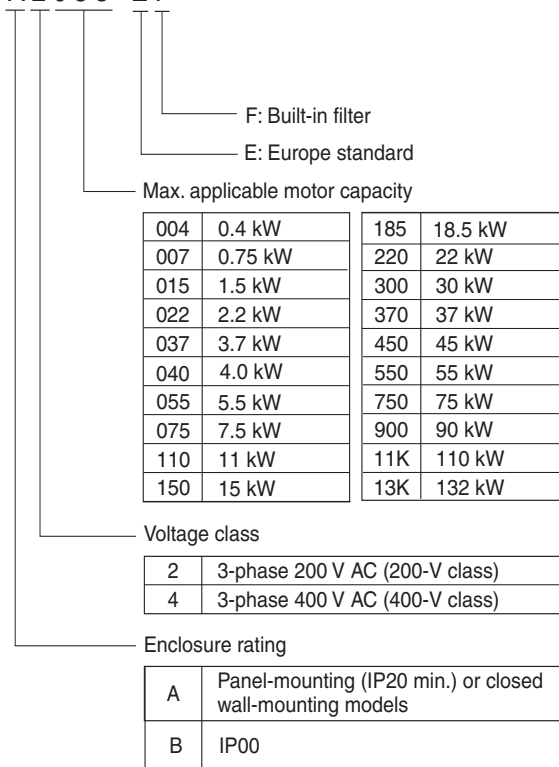 F: Built-in filter
E: Europe standard
Max. applicable motor capacity
004 0.4 kW 185 18.5 kW
007 0.75 kW 220 22 kW
015 1.5 kW 300 30 kW
022 2.2 kW 370 37 kW
037 3.7 kW 450 45 kW
040 4.0 kW 550 55 kW
055 5.5 kW 750 75 kW
075 7.5 kW 900 90 kW
110 11 kW 11K 110 kW
150 15 kW 13K 132 kW
Voltage class
2 3-phase 200 V AC (200-V class)
4 3-phase 400 V AC (400-V class)
Enclosure rating
A Panel-mounting (IP20 min.) or closed
wall-mounting models
B IP00